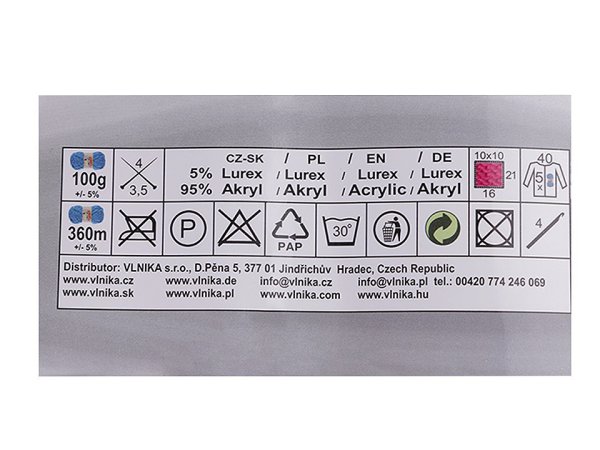 100g
+/- 5%
4
3,5
CZ-SK / PL / EN / DE
5% Lurex / Lurex / Lurex / Lurex
95% Akryl / Akryl / Acrylic / Akryl
10x10
21
16
40
5x
360m
+/- 5%
P
PAP
30°
4
Distributor: VLNIKA s.r.o., D.Pěna 5, 377 01 Jindřichův Hradec, Czech Republic
www.vlnika.cz www.vlnika.de info@vlnika.cz info@vlnika.pl tel.: 00420 774 246 069
www.vlnika.sk www.vlnika.pl www.vlnika.com www.vlnika.hu